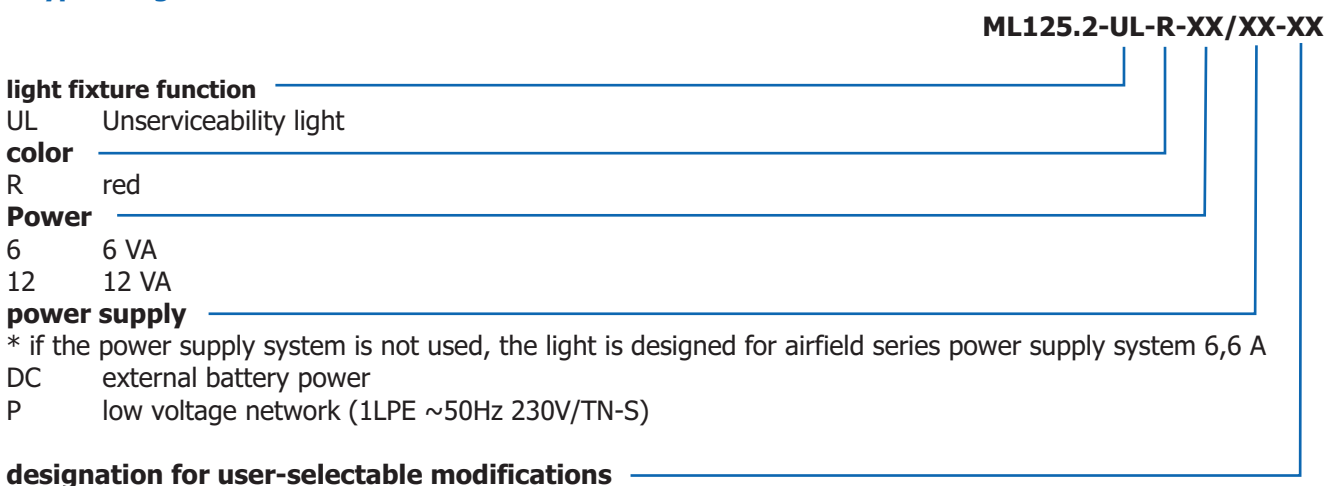 ML125.2-UL-R-XX/XX-XX
light fixture function
UL Unserviceability light
color
R red
Power
6 6 VA
12 12 VA
power supply
* if the power supply system is not used, the light is designed for airfield series power supply system 6,6 A
DC external battery power
P low voltage network (1LPE ~50Hz 230V/TN-S)
designation for user-selectable modifications